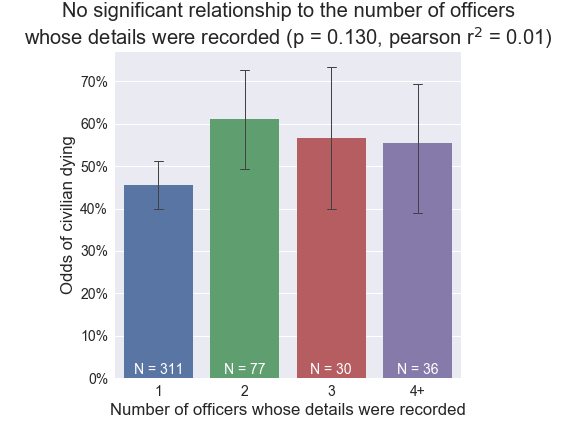 No significant relationship to the number of officers
whose details were recorded (p = 0.130, pearson r² = 0.01)
Odds of civilian dying
70%
60%
50%
40%
30%
20%
10%
0%
N = 311
N = 77
N = 30
N = 36
1
2
3
4+
Number of officers whose details were recorded